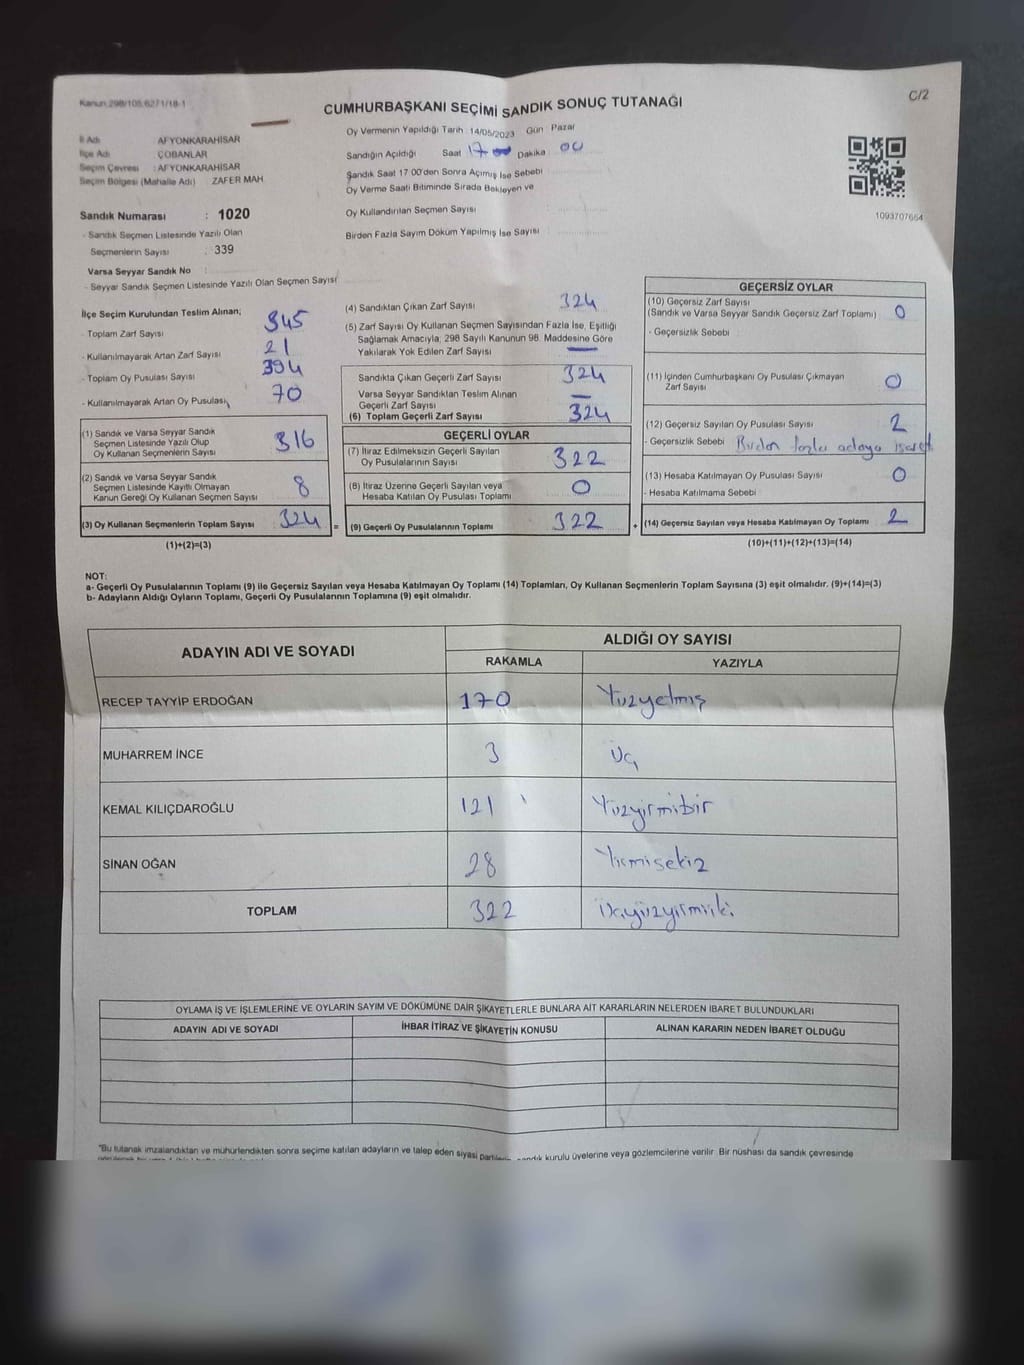 Kanun 298/105,6271/18-1
C/2
CUMHURBAŞKANI SEÇİMİ SANDIK SONUÇ TUTANAĞI
İl Adı AFYONKARAHİSAR
İlçe Adı ÇOBANLAR
Seçim Çevresi : AFYONKARAHİSAR
Seçim Bölgesi (Mahalle Adı) ZAFER MAH
Sandık Numarası : 1020
- Sandık Seçmen Listesinde Yazılı Olan
Seçmenlerin Sayısı : 339
Varsa Seyyar Sandık No
- Seyyar Sandık Seçmen Listesinde Yazılı Olan Seçmen Sayısı
Oy Vermenin Yapıldığı Tarih 14/05/2023 Gün Pazar
Sandığın Açıldığı Saat 17 Dakika 00
Sandık Saat 17:00'den Sonra Açımış İse Sebebi
Oy Verme Saati Bitiminde Sırada Bekleyen ve
Oy Kullandırılan Seçmen Sayısı
Birden Fazla Sayım Döküm Yapılmış İse Sayısı
1093707664
İlçe Seçim Kurulundan Teslim Alınan;
- Toplam Zarf Sayısı 345
- Kullanılmayarak Artan Zarf Sayısı 21
- Toplam Oy Pusulası Sayısı 394
- Kullanılmayarak Artan Oy Pusulası 70
(1) Sandık ve Varsa Seyyar Sandık
Seçmen Listesinde Yazılı Olup
Oy Kullanan Seçmenlerin Sayısı 316
(2) Sandık ve Varsa Seyyar Sandık
Seçmen Listesinde Kayıtlı Olmayan
Kanun Gereği Oy Kullanan Seçmen Sayısı 8
(3) Oy Kullanan Seçmenlerin Toplam Sayısı 324 =
(1)+(2)=(3)
(4) Sandıktan Çıkan Zarf Sayısı 324
(5) Zarf Sayısı Oy Kullanan Seçmen Sayısından Fazla İse, Eşitliği
Sağlamak Amacıyla, 298 Sayılı Kanunun 98. Maddesine Göre
Yakılarak Yok Edilen Zarf Sayısı —
Sandıkta Çıkan Geçerli Zarf Sayısı 324
Varsa Seyyar Sandıktan Teslim Alınan
Geçerli Zarf Sayısı —
(6) Toplam Geçerli Zarf Sayısı 324
GEÇERLİ OYLAR
(7) İtiraz Edilmeksizin Geçerli Sayılan
Oy Pusulalarının Sayısı 322
(8) İtiraz Üzerine Geçerli Sayılan veya
Hesaba Katılan Oy Pusulası Toplamı 0
(9) Geçerli Oy Pusulalarının Toplamı 322 +
GEÇERSİZ OYLAR
(10) Geçersiz Zarf Sayısı
(Sandık ve Varsa Seyyar Sandık Geçersiz Zarf Toplamı) 0
- Geçersizlik Sebebi :
(11) İçinden Cumhurbaşkanı Oy Pusulası Çıkmayan
Zarf Sayısı 0
(12) Geçersiz Sayılan Oy Pusulası Sayısı 2
- Geçersizlik Sebebi Birden fazla adaya işaret
(13) Hesaba Katılmayan Oy Pusulası Sayısı 0
- Hesaba Katılmama Sebebi
(14) Geçersiz Sayılan veya Hesaba Katılmayan Oy Toplamı 2
(10)+(11)+(12)+(13)=(14)
NOT:
a- Geçerli Oy Pusulalarının Toplamı (9) ile Geçersiz Sayılan veya Hesaba Katılmayan Oy Toplamı (14) Toplamları, Oy Kullanan Seçmenlerin Toplam Sayısına (3) eşit olmalıdır. (9)+(14)=(3)
b- Adayların Aldığı Oyların Toplamı, Geçerli Oy Pusulalarının Toplamına (9) eşit olmalıdır.
ADAYIN ADI VE SOYADI
ALDIĞI OY SAYISI
RAKAMLA YAZIYLA
RECEP TAYYİP ERDOĞAN 170 Yüzyetmiş
MUHARREM İNCE 3 Üç
KEMAL KILIÇDAROĞLU 121 Yüzyirmibir
SİNAN OĞAN 28 Yirmisekiz
TOPLAM 322 İkiyüzyirmiiki
OYLAMA İŞ VE İŞLEMLERİNE VE OYLARIN SAYIM VE DÖKÜMÜNE DAİR ŞİKAYETLERLE BUNLARA AİT KARARLARIN NELERDEN İBARET BULUNDUKLARI
ADAYIN ADI VE SOYADI İHBAR İTİRAZ VE ŞİKAYETİN KONUSU ALINAN KARARIN NEDEN İBARET OLDUĞU
"Bu tutanak imzalandıktan ve mühürlendikten sonra seçime katılan adayların ve talep eden siyasi sandık kurulu üyelerine veya gözlemcilerine verilir. Bir nüshası da sandık çevresinde